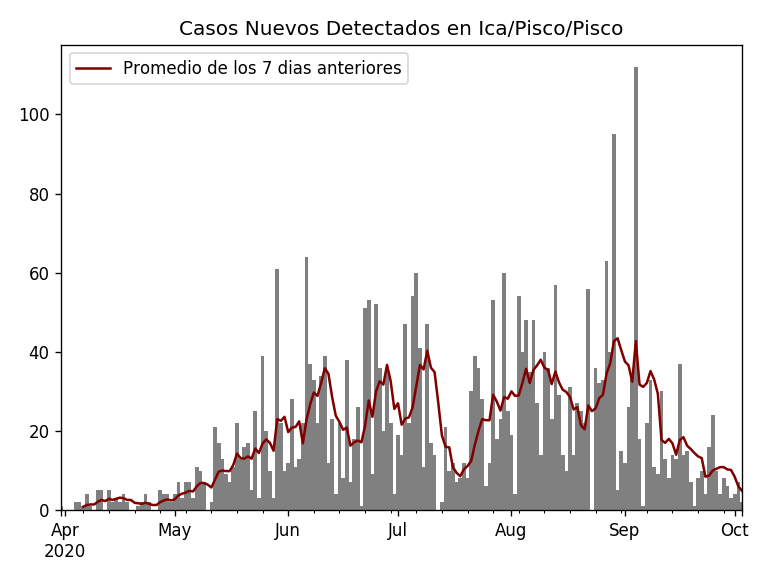 Casos Nuevos Detectados en Ica/Pisco/Pisco
Promedio de los 7 dias anteriores
100
80
60
40
20
0
Apr May Jun Jul Aug Sep Oct
2020